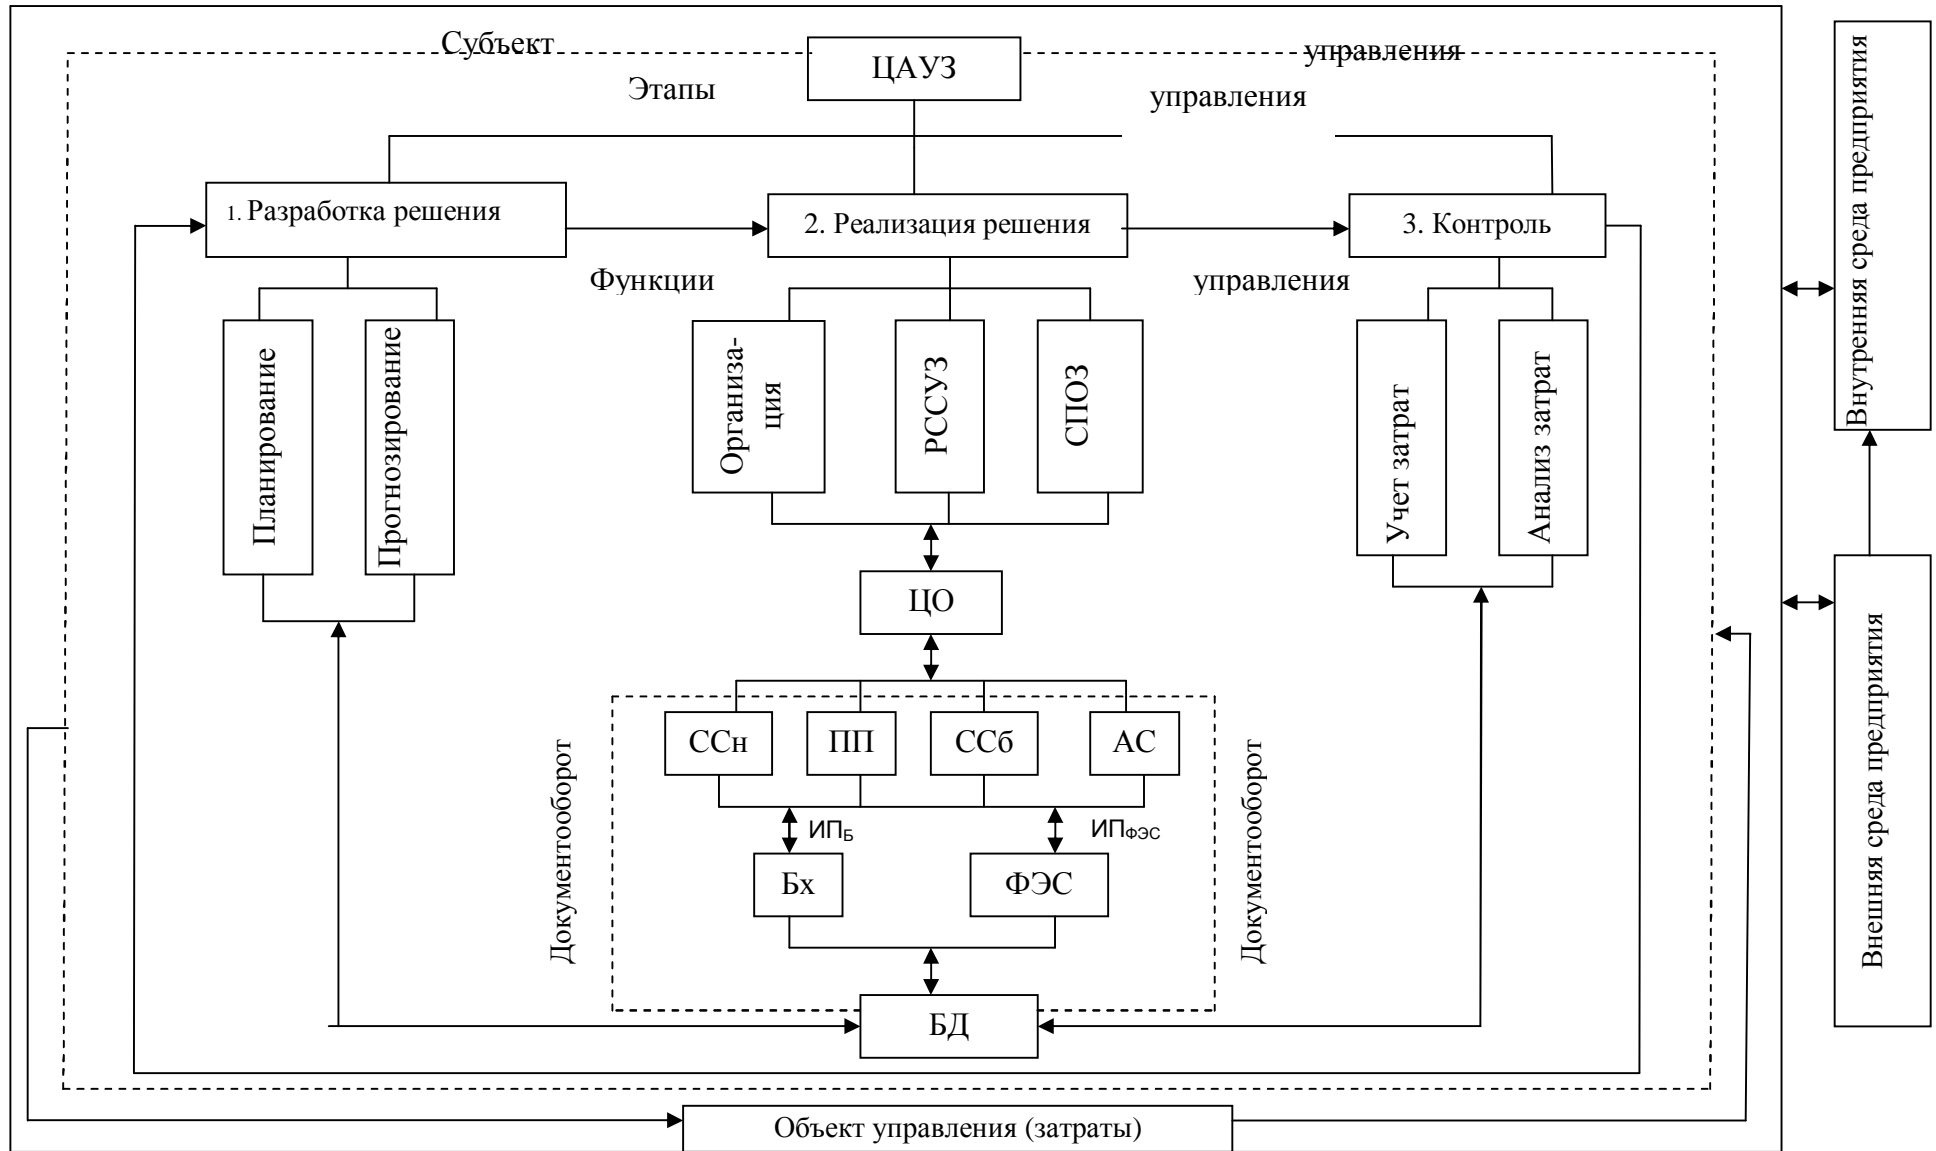 Субъект управления
ЦАУЗ
Этапы управления
1. Разработка решения
2. Реализация решения
3. Контроль
Функции управления
Планирование
Прогнозирование
Организа-
ция
РССУЗ
СПОЗ
Учет затрат
Анализ затрат
ЦО
ССн
ПП
ССб
АС
Документооборот
Документооборот
ИПБ
ИПФЭС
Бх
ФЭС
БД
Объект управления (затраты)
Внутренняя среда предприятия
Внешняя среда предприятия